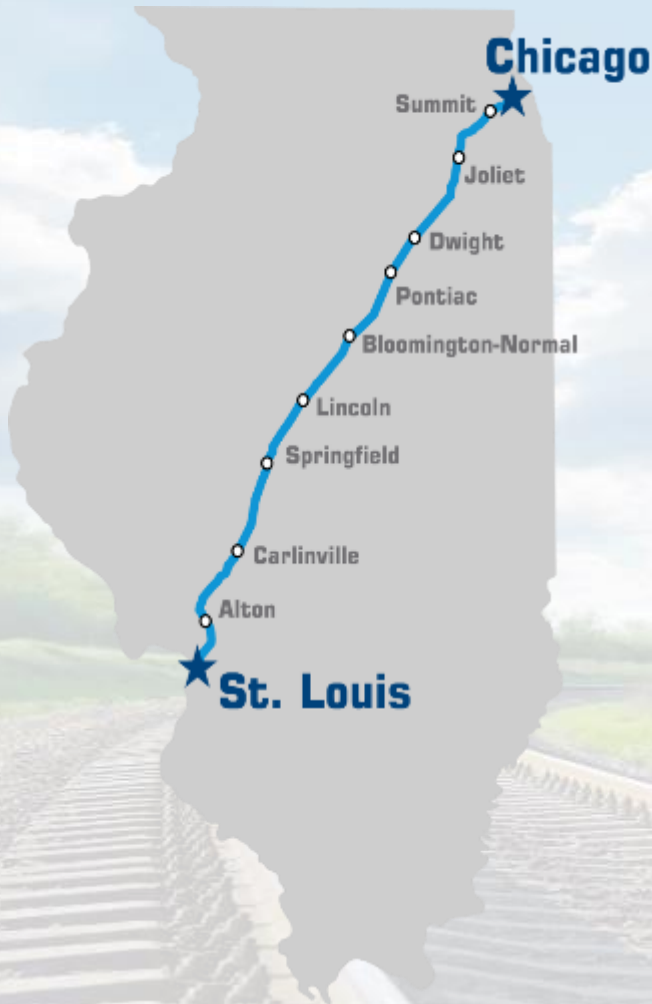 Chicago
Summit
Joliet
Dwight
Pontiac
Bloomington-Normal
Lincoln
Springfield
Carlinville
Alton
St. Louis